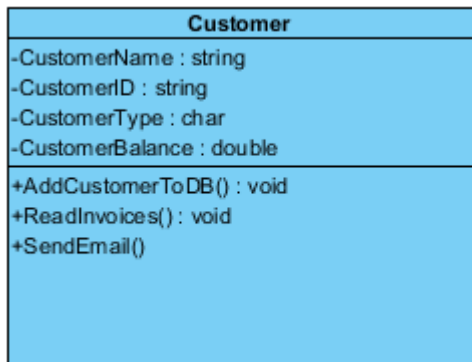 Customer
-CustomerName : string
-CustomerID : string
-CustomerType : char
-CustomerBalance : double
+AddCustomerToDB() : void
+ReadInvoices() : void
+SendEmail()